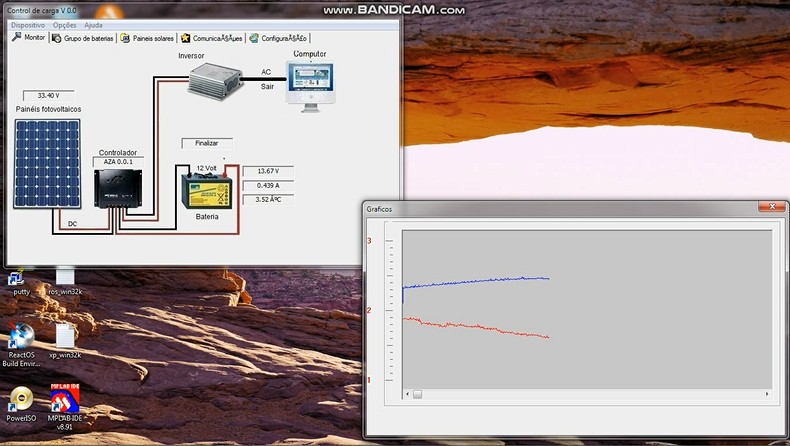 www.BANDICAM.com
Control de carga V 0.0
Dispositivo Opções Ajuda
Monitor Grupo de baterias Paineis solares ComunicaÃ§Ãµes ConfiguraÃ§Ã£o
Inversor
Computor
AC
Sair
33.40 V
Painéis fotovoltaicos
Controlador
AZA 0.0.1
Finalizar
12 Volt
13.67 V
0.439 A
3.52 ÂºC
Bateria
DC
Graficos
3
2
1
putty
ros_win32k
ReactOS
Build Envir...
xp_win32k
PowerISO
MPLAB IDE
MPLAB IDE
v8.91